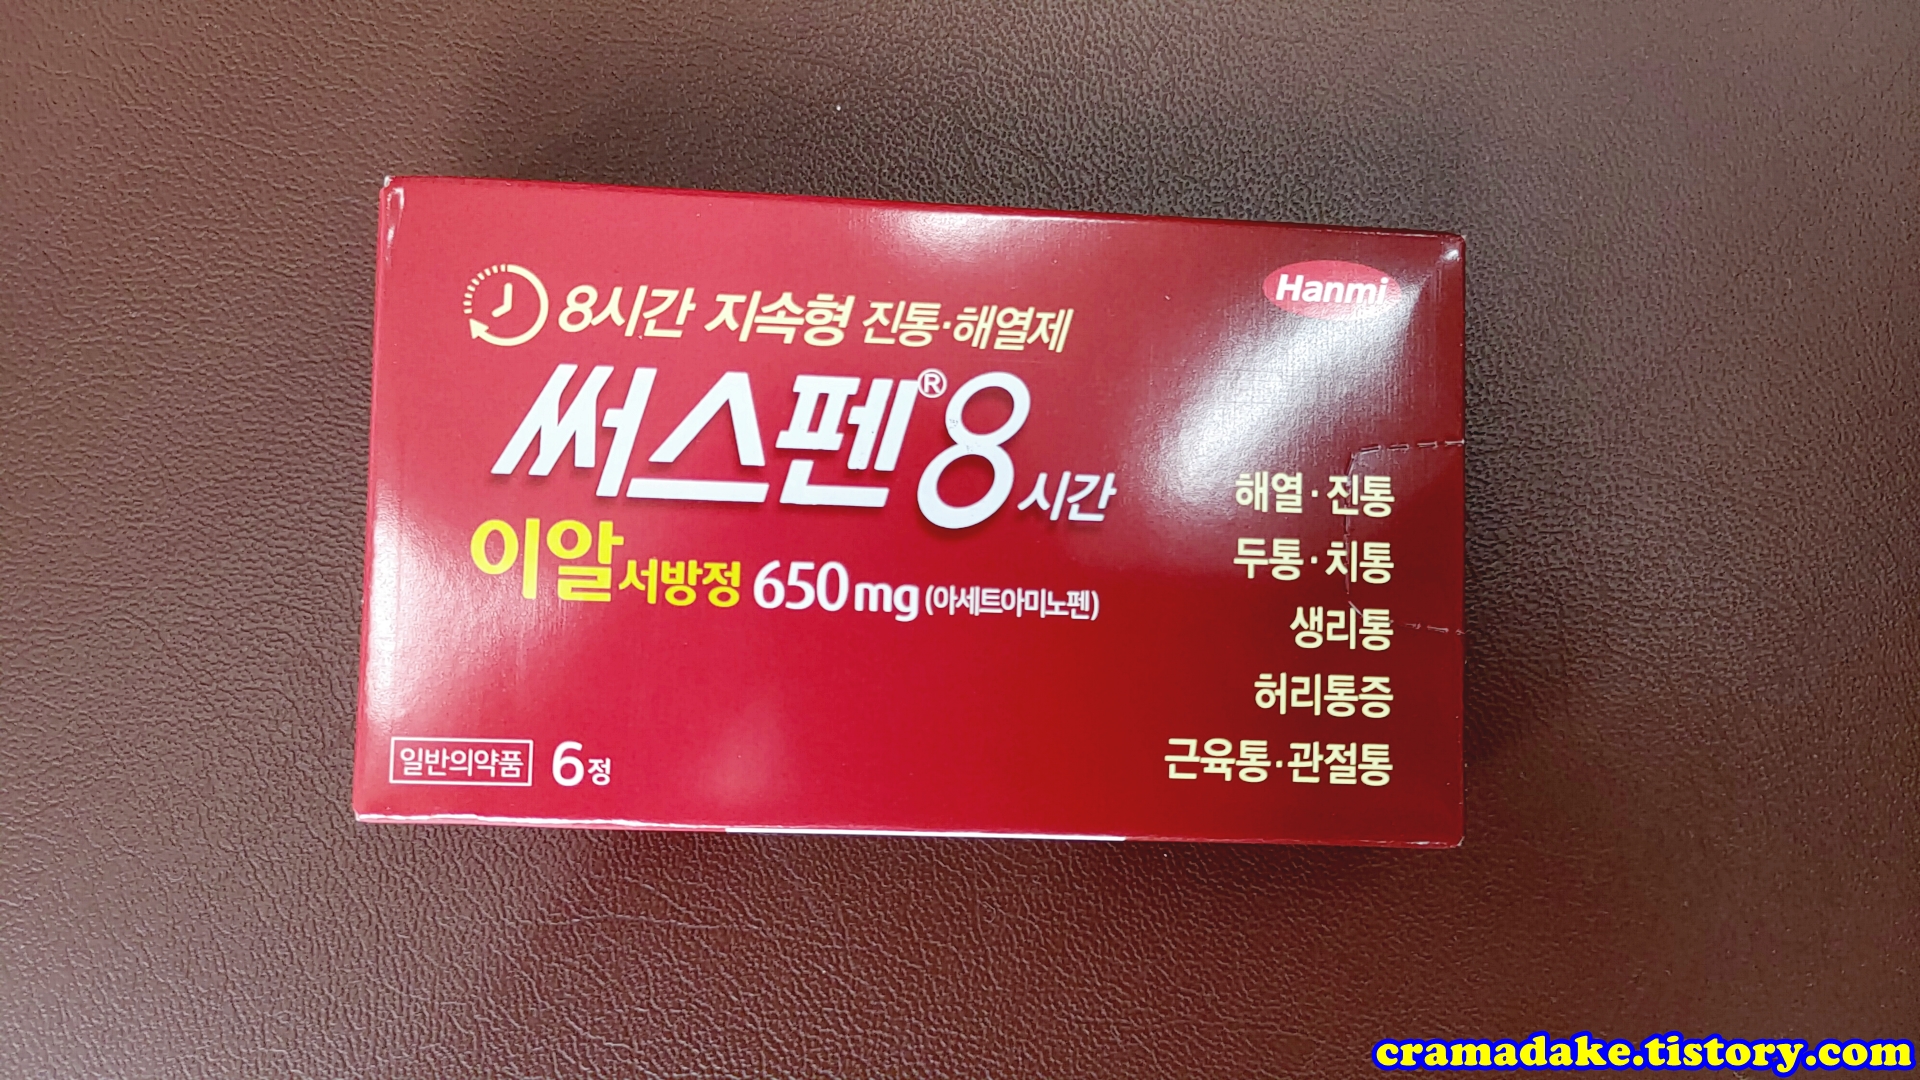 8시간 지속형 진통·해열제
Hanmi
써스펜®8시간
이알서방정 650mg (아세트아미노펜)
해열·진통
두통·치통
생리통
허리통증
근육통·관절통
일반의약품 6정
cramadake.tistory.com